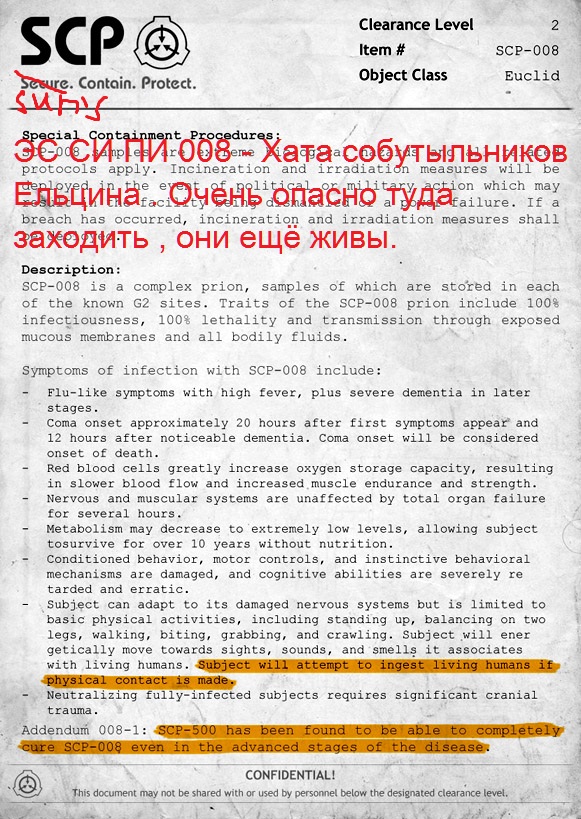 SCP
Secure. Contain. Protect.
Clearance Level 2
Item # SCP-008
Object Class Euclid
Special Containment Procedures:
ЭС СИ ПИ 008 - Хата собутыльников
Ельцина . Очень опасно туда
заходить , они ещё живы.
SCP-008 samples are extreme biological hazards and all related
protocols apply. Incineration and irradiation measures will be
deployed in the event of political or military action which may
result in the facility being dismantled or a power failure. If a
breach has occurred, incineration and irradiation measures shall
be deployed.
Description:
SCP-008 is a complex prion, samples of which are stored in each
of the known G2 sites. Traits of the SCP-008 prion include 100%
infectiousness, 100% lethality and transmission through exposed
mucous membranes and all bodily fluids.
Symptoms of infection with SCP-008 include:
- Flu-like symptoms with high fever, plus severe dementia in later
stages.
- Coma onset approximately 20 hours after first symptoms appear and
12 hours after noticeable dementia. Coma onset will be considered
onset of death.
- Red blood cells greatly increase oxygen storage capacity, resulting
in slower blood flow and increased muscle endurance and strength.
- Nervous and muscular systems are unaffected by total organ failure
for several hours.
- Metabolism may decrease to extremely low levels, allowing subject
tosurvive for over 10 years without nutrition.
- Conditioned behavior, motor controls, and instinctive behavioral
mechanisms are damaged, and cognitive abilities are severely re
tarded and erratic.
- Subject can adapt to its damaged nervous systems but is limited to
basic physical activities, including standing up, balancing on two
legs, walking, biting, grabbing, and crawling. Subject will ener
getically move towards sights, sounds, and smells it associates
with living humans. Subject will attempt to ingest living humans if
physical contact is made.
- Neutralizing fully-infected subjects requires significant cranial
trauma.
Addendum 008-1: SCP-500 has been found to be able to completely
cure SCP-008 even in the advanced stages of the disease.
CONFIDENTIAL!
This document may not be shared with or used by personnel below the designated clearance level.